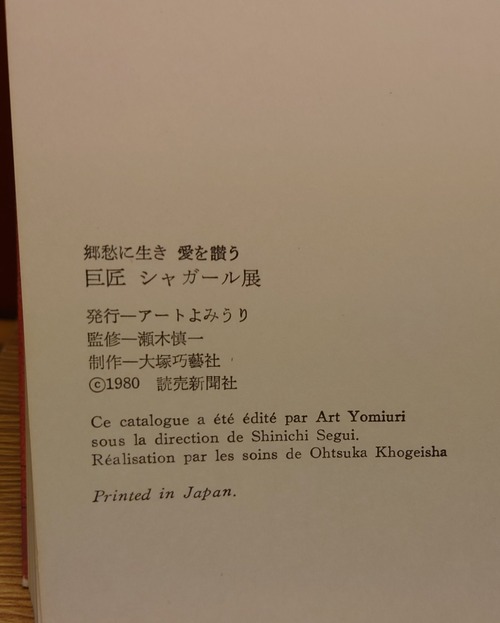 郷愁に生き 愛を讃う
巨匠 シャガール展
発行―アートよみうり
監修―瀬木慎一
制作―大塚巧藝社
©1980 読売新聞社
Ce catalogue a été édité par Art Yomiuri
sous la direction de Shinichi Segui.
Réalisation par les soins de Ohtsuka Khogeisha
Printed in Japan.